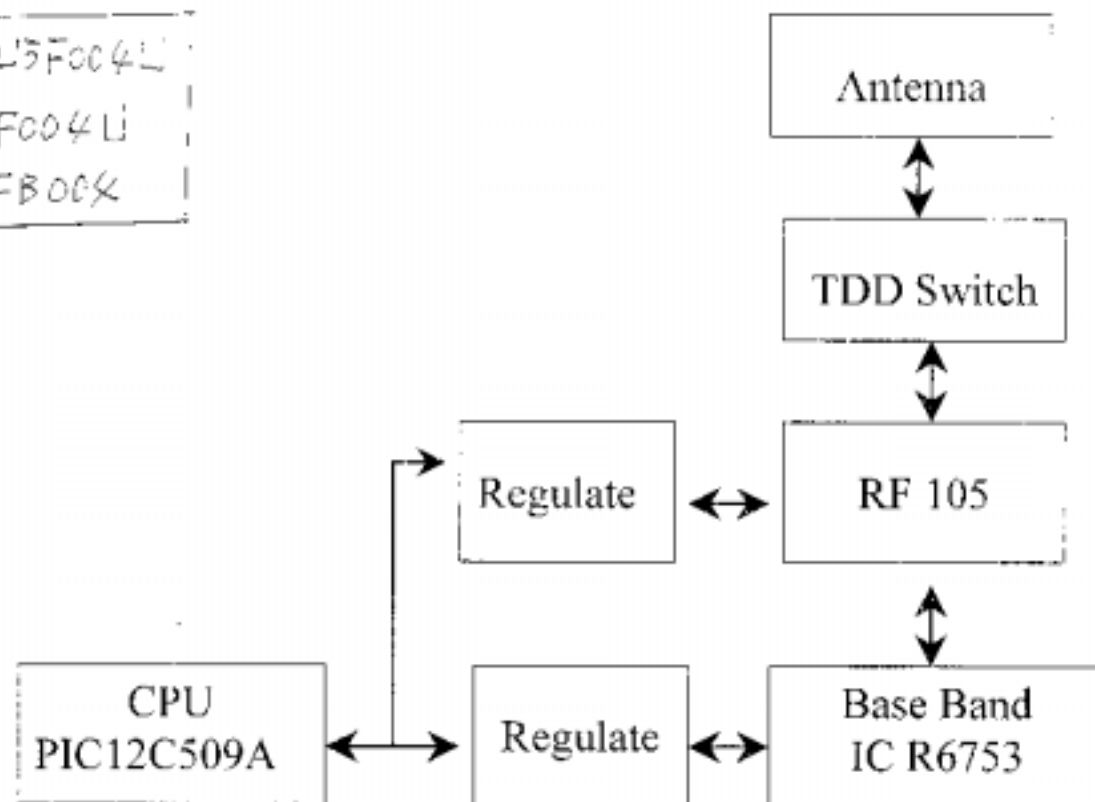 Antenna
TDD Switch
Regulate
RF 105
CPU
PIC12C509A
Regulate
Base Band
IC R6753